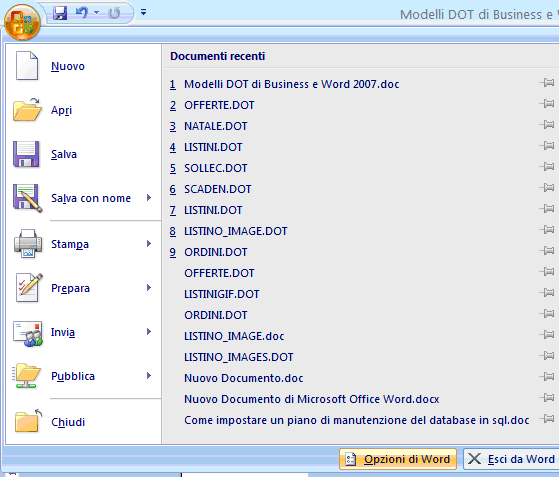 Modelli DOT di Business e
Nuovo
Apri
Salva
Salva con nome
Stampa
Prepara
Invia
Pubblica
Chiudi
Documenti recenti
1 Modelli DOT di Business e Word 2007.doc
2 OFFERTE.DOT
3 NATALE.DOT
4 LISTINI.DOT
5 SOLLEC.DOT
6 SCADEN.DOT
7 LISTINI.DOT
8 LISTINO_IMAGE.DOT
9 ORDINI.DOT
OFFERTE.DOT
LISTINIGIF.DOT
ORDINI.DOT
LISTINO_IMAGE.doc
LISTINO_IMAGES.DOT
Nuovo Documento.doc
Nuovo Documento di Microsoft Office Word.docx
Come impostare un piano di manutenzione del database in sql.doc
Opzioni di Word
Esci da Word